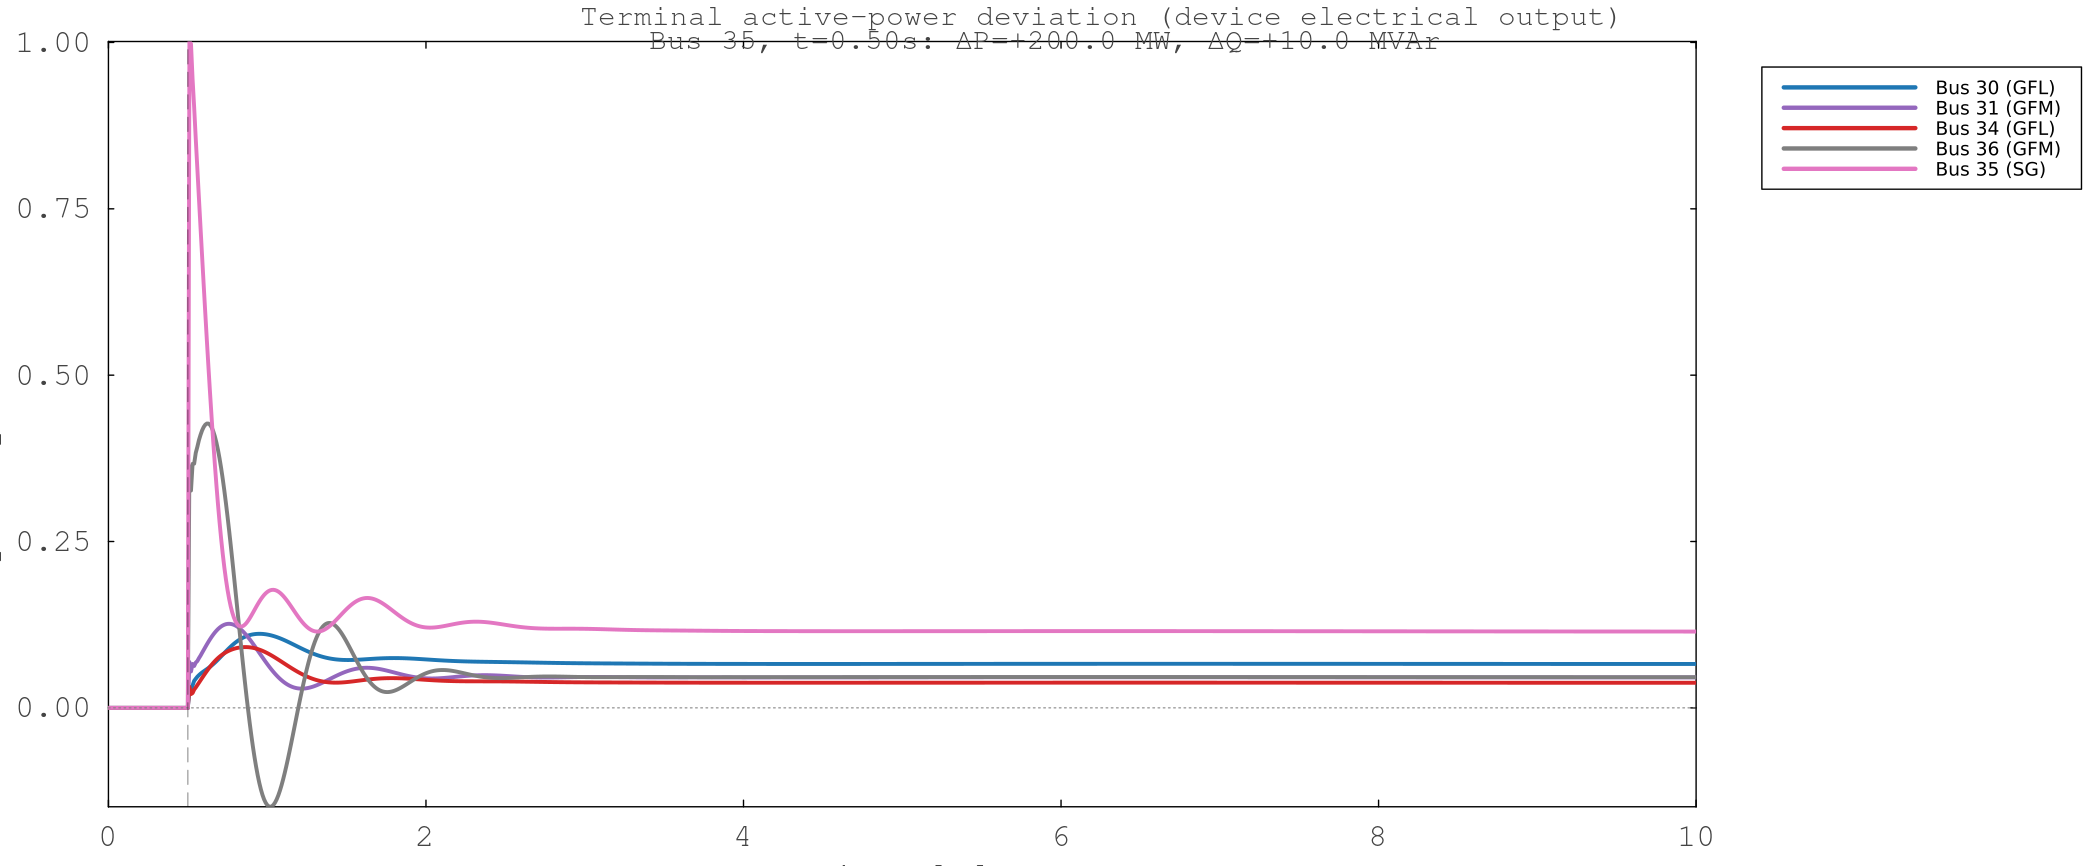 Terminal active-power deviation (device electrical output)
Bus 35, t=0.50s: ΔP=+200.0 MW, ΔQ=+10.0 MVAr
1.00
0.75
0.50
0.25
0.00
0
2
4
6
8
10
Bus 30 (GFL)
Bus 31 (GFM)
Bus 34 (GFL)
Bus 36 (GFM)
Bus 35 (SG)